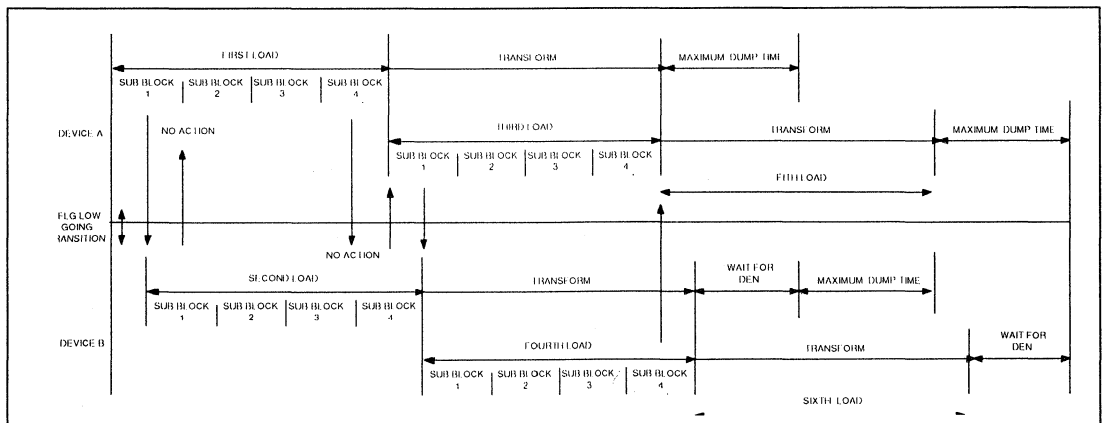 FIRST LOAD TRANSFORM MAXIMUM DUMP TIME
SUB BLOCK 1 SUB BLOCK 2 SUB BLOCK 3 SUB BLOCK 4
DEVICE A NO ACTION THIRD LOAD TRANSFORM MAXIMUM DUMP TIME
SUB BLOCK 1 SUB BLOCK 2 SUB BLOCK 3 SUB BLOCK 4
FITH LOAD
FLG LOW
GOING
RANSITION
NO ACTION
SECOND LOAD TRANSFORM WAIT FOR DEN MAXIMUM DUMP TIME
SUB BLOCK 1 SUB BLOCK 2 SUB BLOCK 3 SUB BLOCK 4
DEVICE B FOURTH LOAD TRANSFORM WAIT FOR DEN
SUB BLOCK 1 SUB BLOCK 2 SUB BLOCK 3 SUB BLOCK 4
SIXTH LOAD